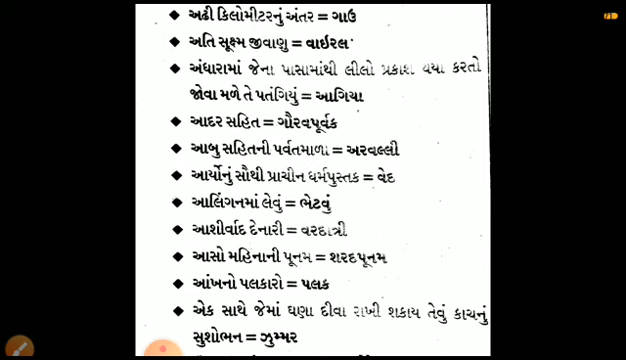 ◆ અઢી કિલોમીટરનું અંતર = ગાઉ
◆ અતિ સૂક્ષ્મ જીવાણુ = વાઇરલ
◆ અંધારામાં જેના પાસામાંથી લીલો પ્રકાશ થયા કરતો
જોવા મળે તે પતંગિયું = આગિયા
◆ આદર સહિત = ગૌરવપૂર્વક
◆ આબુ સહિતની પર્વતમાળા = અરવલ્લી
◆ આર્યોનું સૌથી પ્રાચીન ધર્મપુસ્તક = વેદ
◆ આલિંગનમાં લેવું = ભેટવું
◆ આશીર્વાદ દેનારી = વરદાત્રી
◆ આસો મહિનાની પૂનમ = શરદપૂનમ
◆ આંખનો પલકારો = પલક
◆ એક સાથે જેમાં ઘણા દીવા રાખી શકાય તેવું કાચનું
સુશોભન = ઝુમ્મર